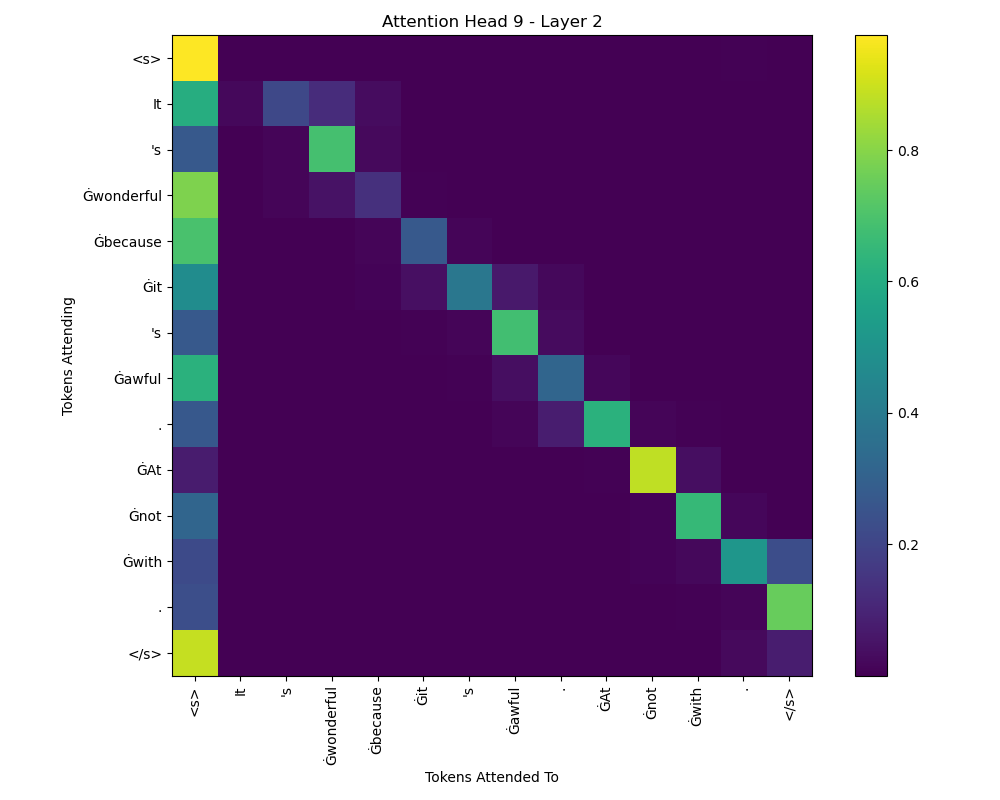 Attention Head 9 - Layer 2
Tokens Attending
<s>
It
's
Ġwonderful
Ġbecause
Ġit
's
Ġawful
.
ĠAt
Ġnot
Ġwith
.
</s>
<s>
It
's
Ġwonderful
Ġbecause
Ġit
's
Ġawful
.
ĠAt
Ġnot
Ġwith
.
</s>
Tokens Attended To
0.8
0.6
0.4
0.2